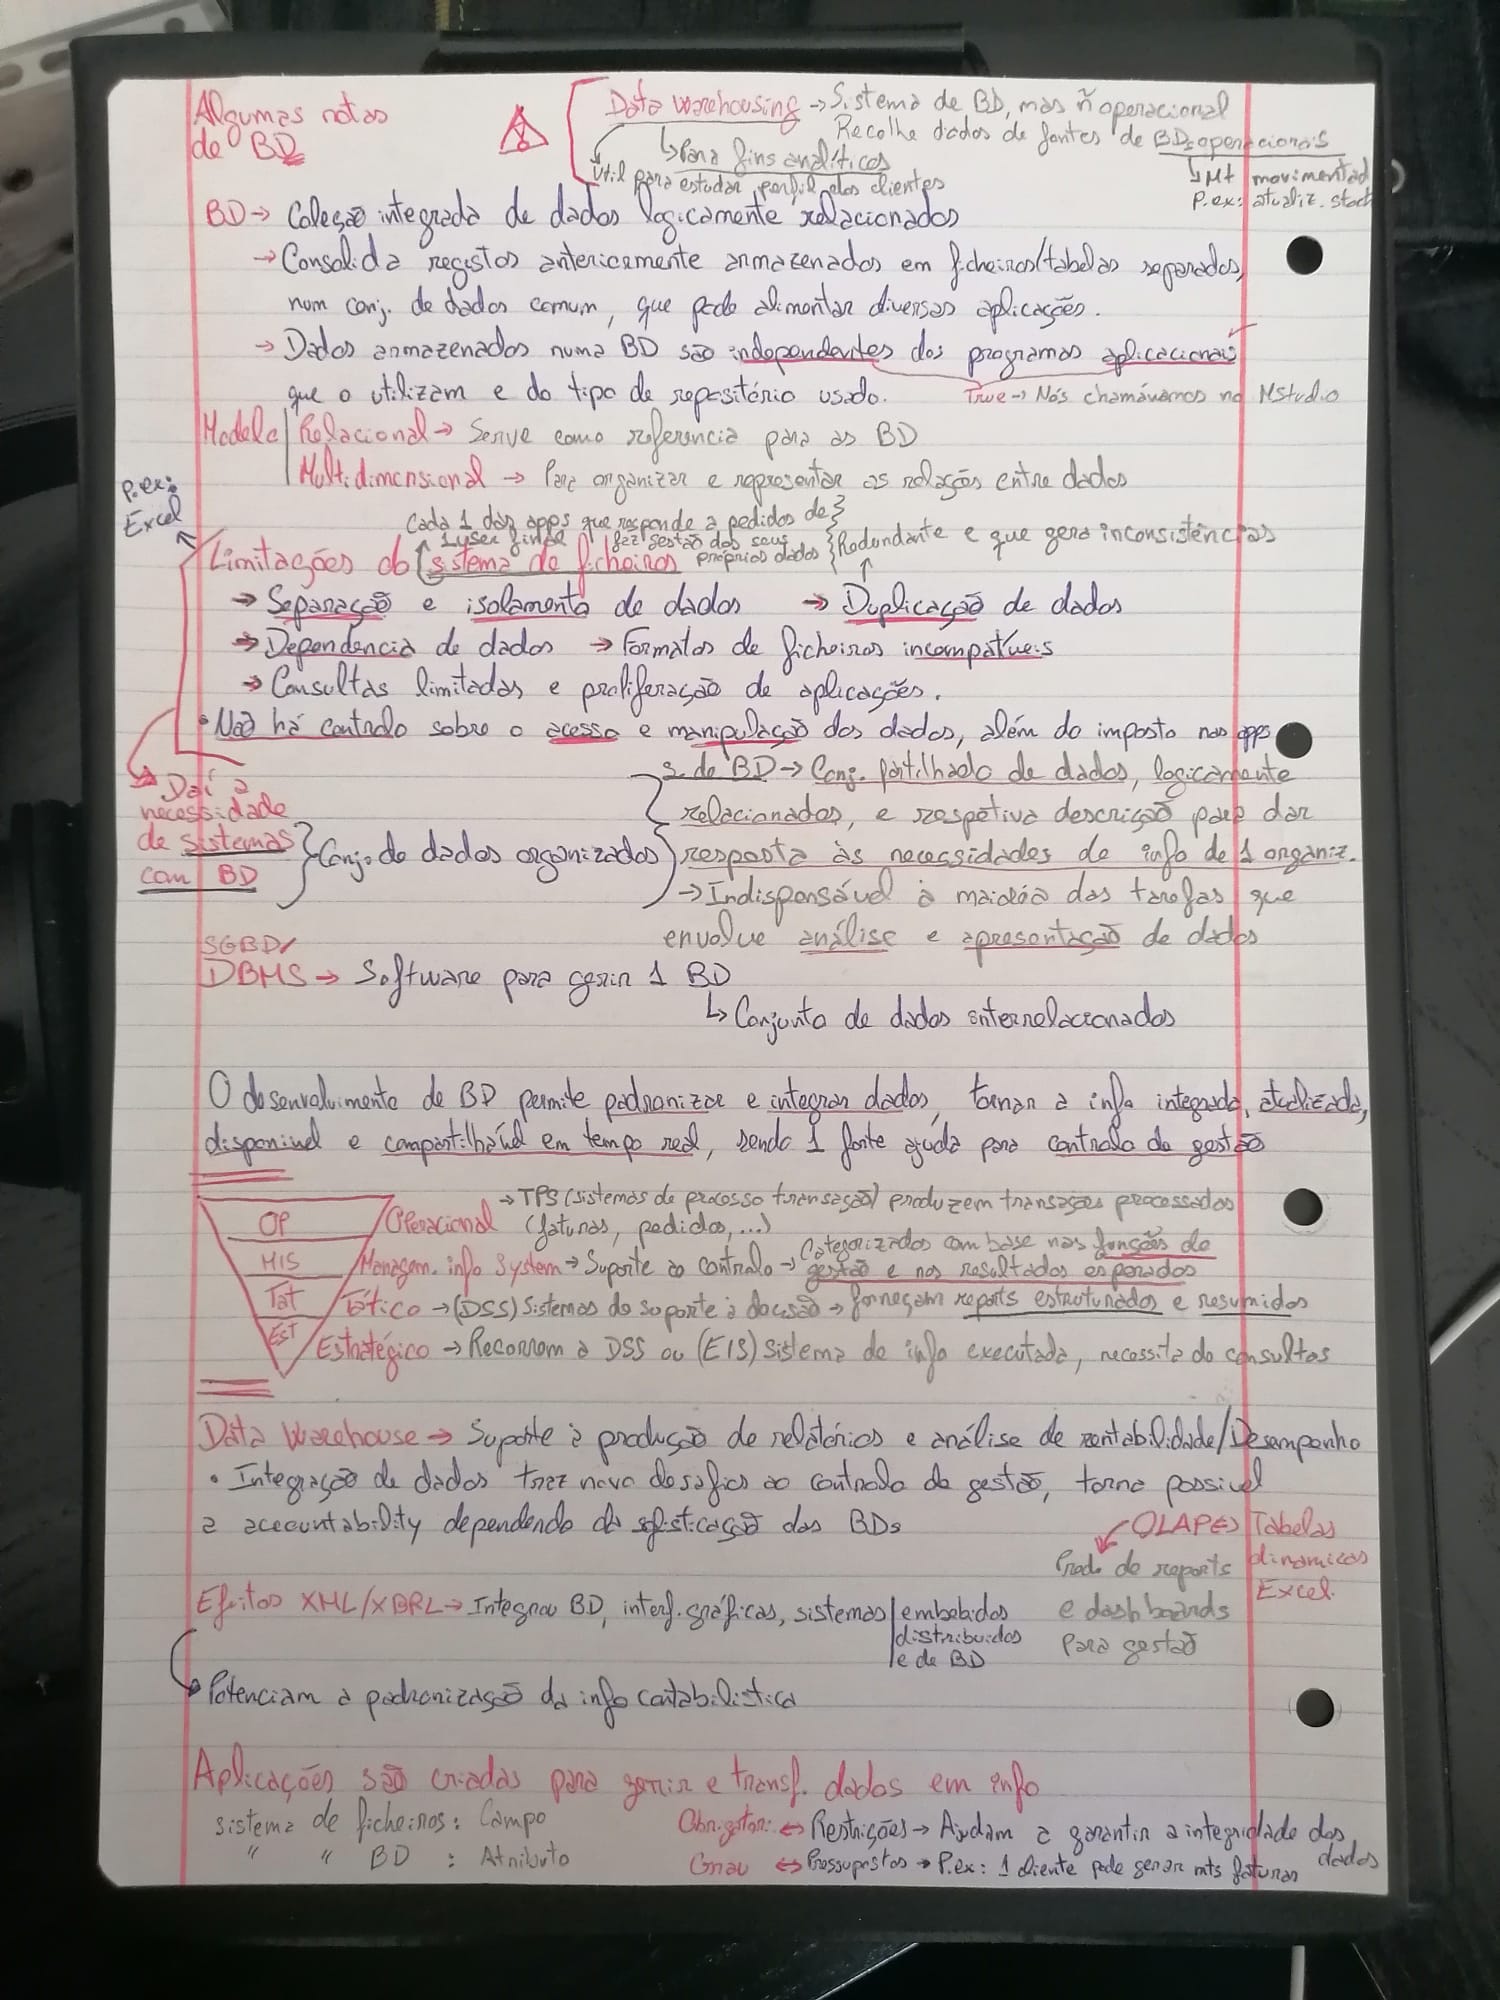 Algumas notas
de BD
Data Warehousing → Sistema de BD, mas ñ operacional
Recolhe dados de fontes de BDs operacionais
↳ Para fins analíticos
Útil para estudar perfil dos clientes
↳ Mt movimentad
P.ex: atualiz. stock
BD → Coleção integrada de dados logicamente relacionados
→ Consolida registos anteriormente armazenados em ficheiros/tabelas separados,
num conj. de dados comum, que pode alimentar diversas aplicações.
→ Dados armazenados numa BD são independentes dos programas aplicacionais
que o utilizam e do tipo de repositório usado.
True → Nós chamávamos no MStudio
Modelo Relacional → Serve como referencia para as BD
Multidimensional → Para organizar e representar as relações entre dados
P.ex:
Excel
Cada 1 das apps que responde a pedidos de
1 user final faz gestão dos seus
próprios dados
Redundante e que gera inconsistências
Limitações do sistema de ficheiros
→ Separação e isolamento de dados → Duplicação de dados
→ Dependencia de dados → Formatos de ficheiros incompatíveis
→ Consultas limitadas e proliferação de aplicações.
• Não há controlo sobre o acesso e manipulação dos dados, além do imposto nas apps
→ Daí a
necessidade
de sistemas
com BD
Conj. de dados organizados
S. de BD → Conj. partilhado de dados, logicamente
relacionados, e respetiva descrição para dar
resposta às necessidades de info de 1 organiz.
→ Indispensável à maioria das tarefas que
envolve análise e apresentação de dados
SGBD/
DBMS → Software para gerir 1 BD
↳ Conjunto de dados interrelacionados
O desenvolvimento de BD permite padronizar e integrar dados, tornar a info integrada, atualizada,
disponivel e compartilhável em tempo real, sendo 1 forte ajuda para controlo de gestão
OP
MIS
Tat
EsT
Operacional → TPS (sistemas de processo transação) produzem transações processadas
(faturas, pedidos, ...)
Managem. info System → Suporte ao controlo → Categorizados com base nas funções de
gestão e nos resultados esperados
Tático → (DSS) Sistemas de suporte à decisão → forneçam reports estruturados e resumidos
Estratégico → Recorrem a DSS ou (EIS) sistema de info executada, necessita de consultas
Data Warehouse → Suporte à produção de relatórios e análise de rentabilidade/Desempenho
• Integração de dados traz novo desafios ao controlo de gestão, torna possivel
a accountability dependendo da sofisticação das BDs
OLAP ⇔ Tabelas
dinamicas
Excel
Prod. de reports
e dashboards
para gestão
Efeitos XML/XBRL → Integrou BD, interf. gráficas, sistemas embebidos
distribuidos
e de BD
→ Potenciam a padronização da info contabilistica
Aplicações são criadas para gerir e transf. dados em info
Sistema de ficheiros: Campo
" " BD : Atributo
Obrigator: ⇔ Restrições → Ajudam a garantir a integridade dos
dados
Grau ⇔ Pressupostos → P.ex: 1 cliente pode gerar mts faturas